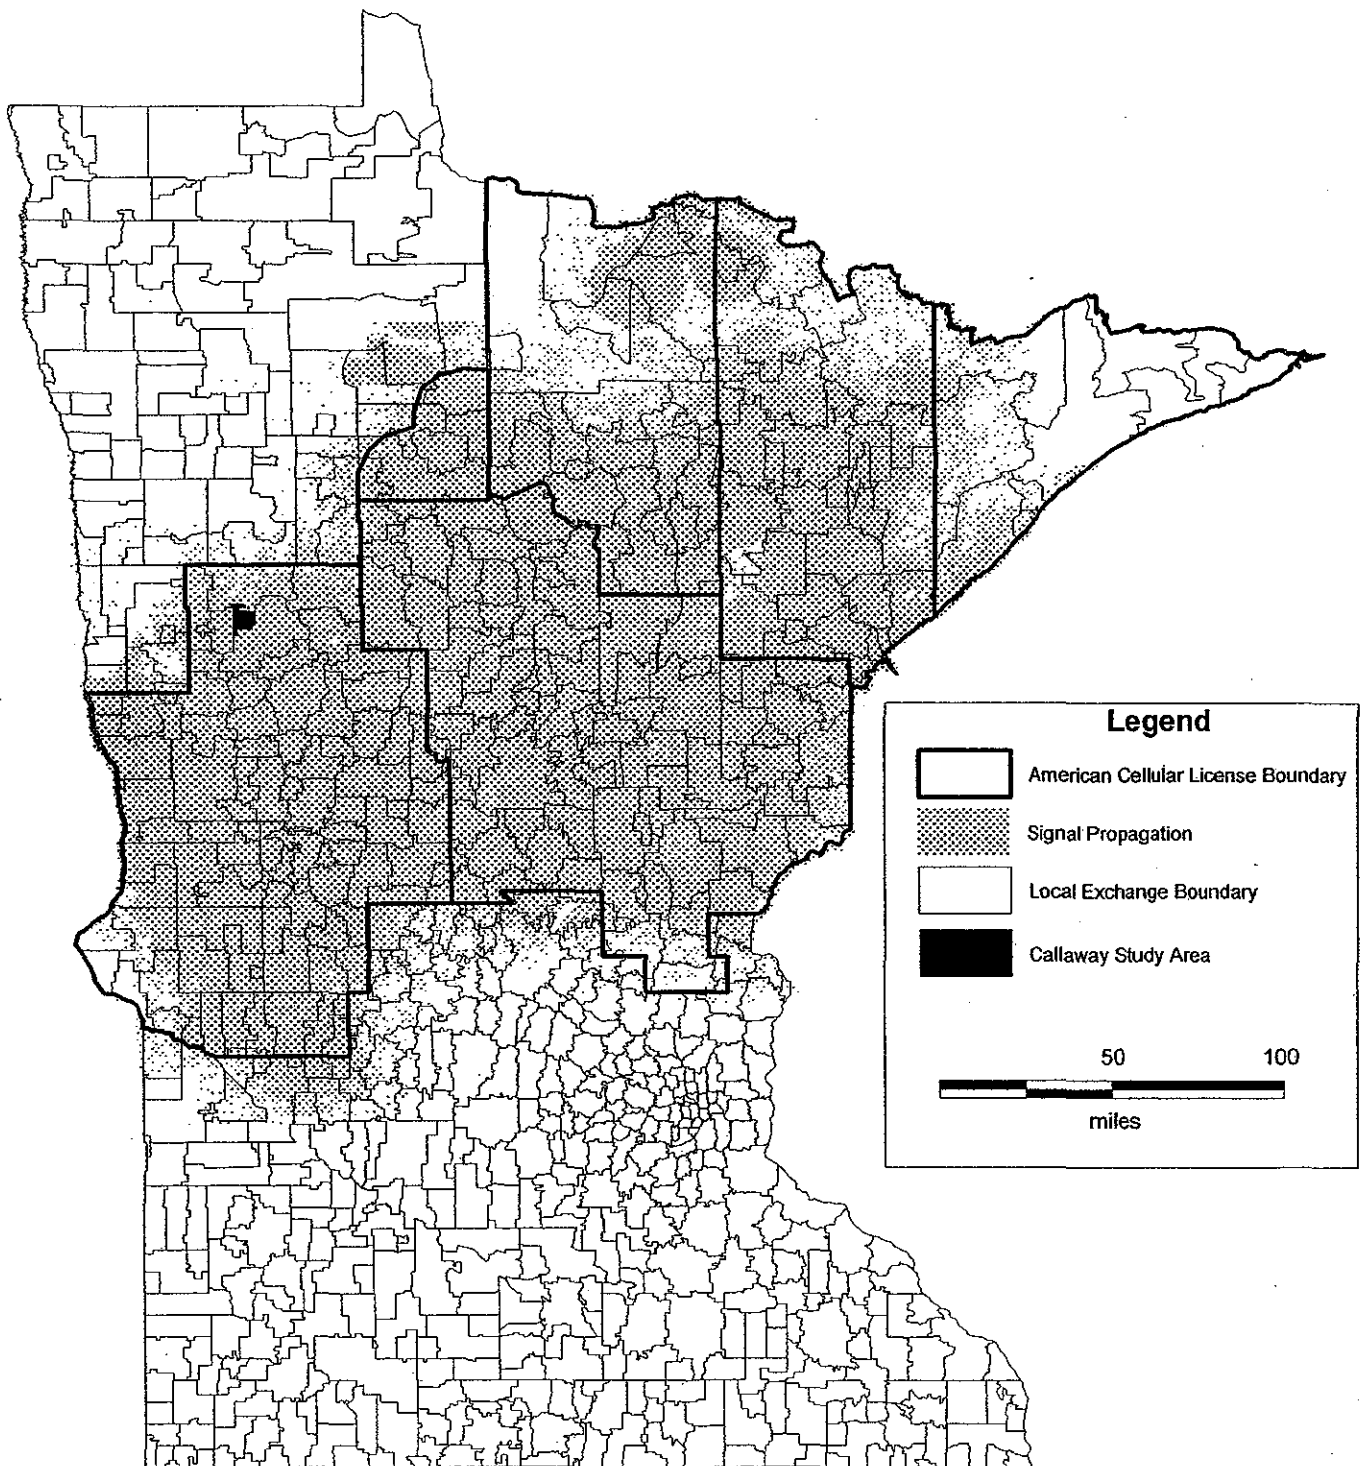 Legend
American Cellular License Boundary
Signal Propagation
Local Exchange Boundary
Callaway Study Area
50 100
miles